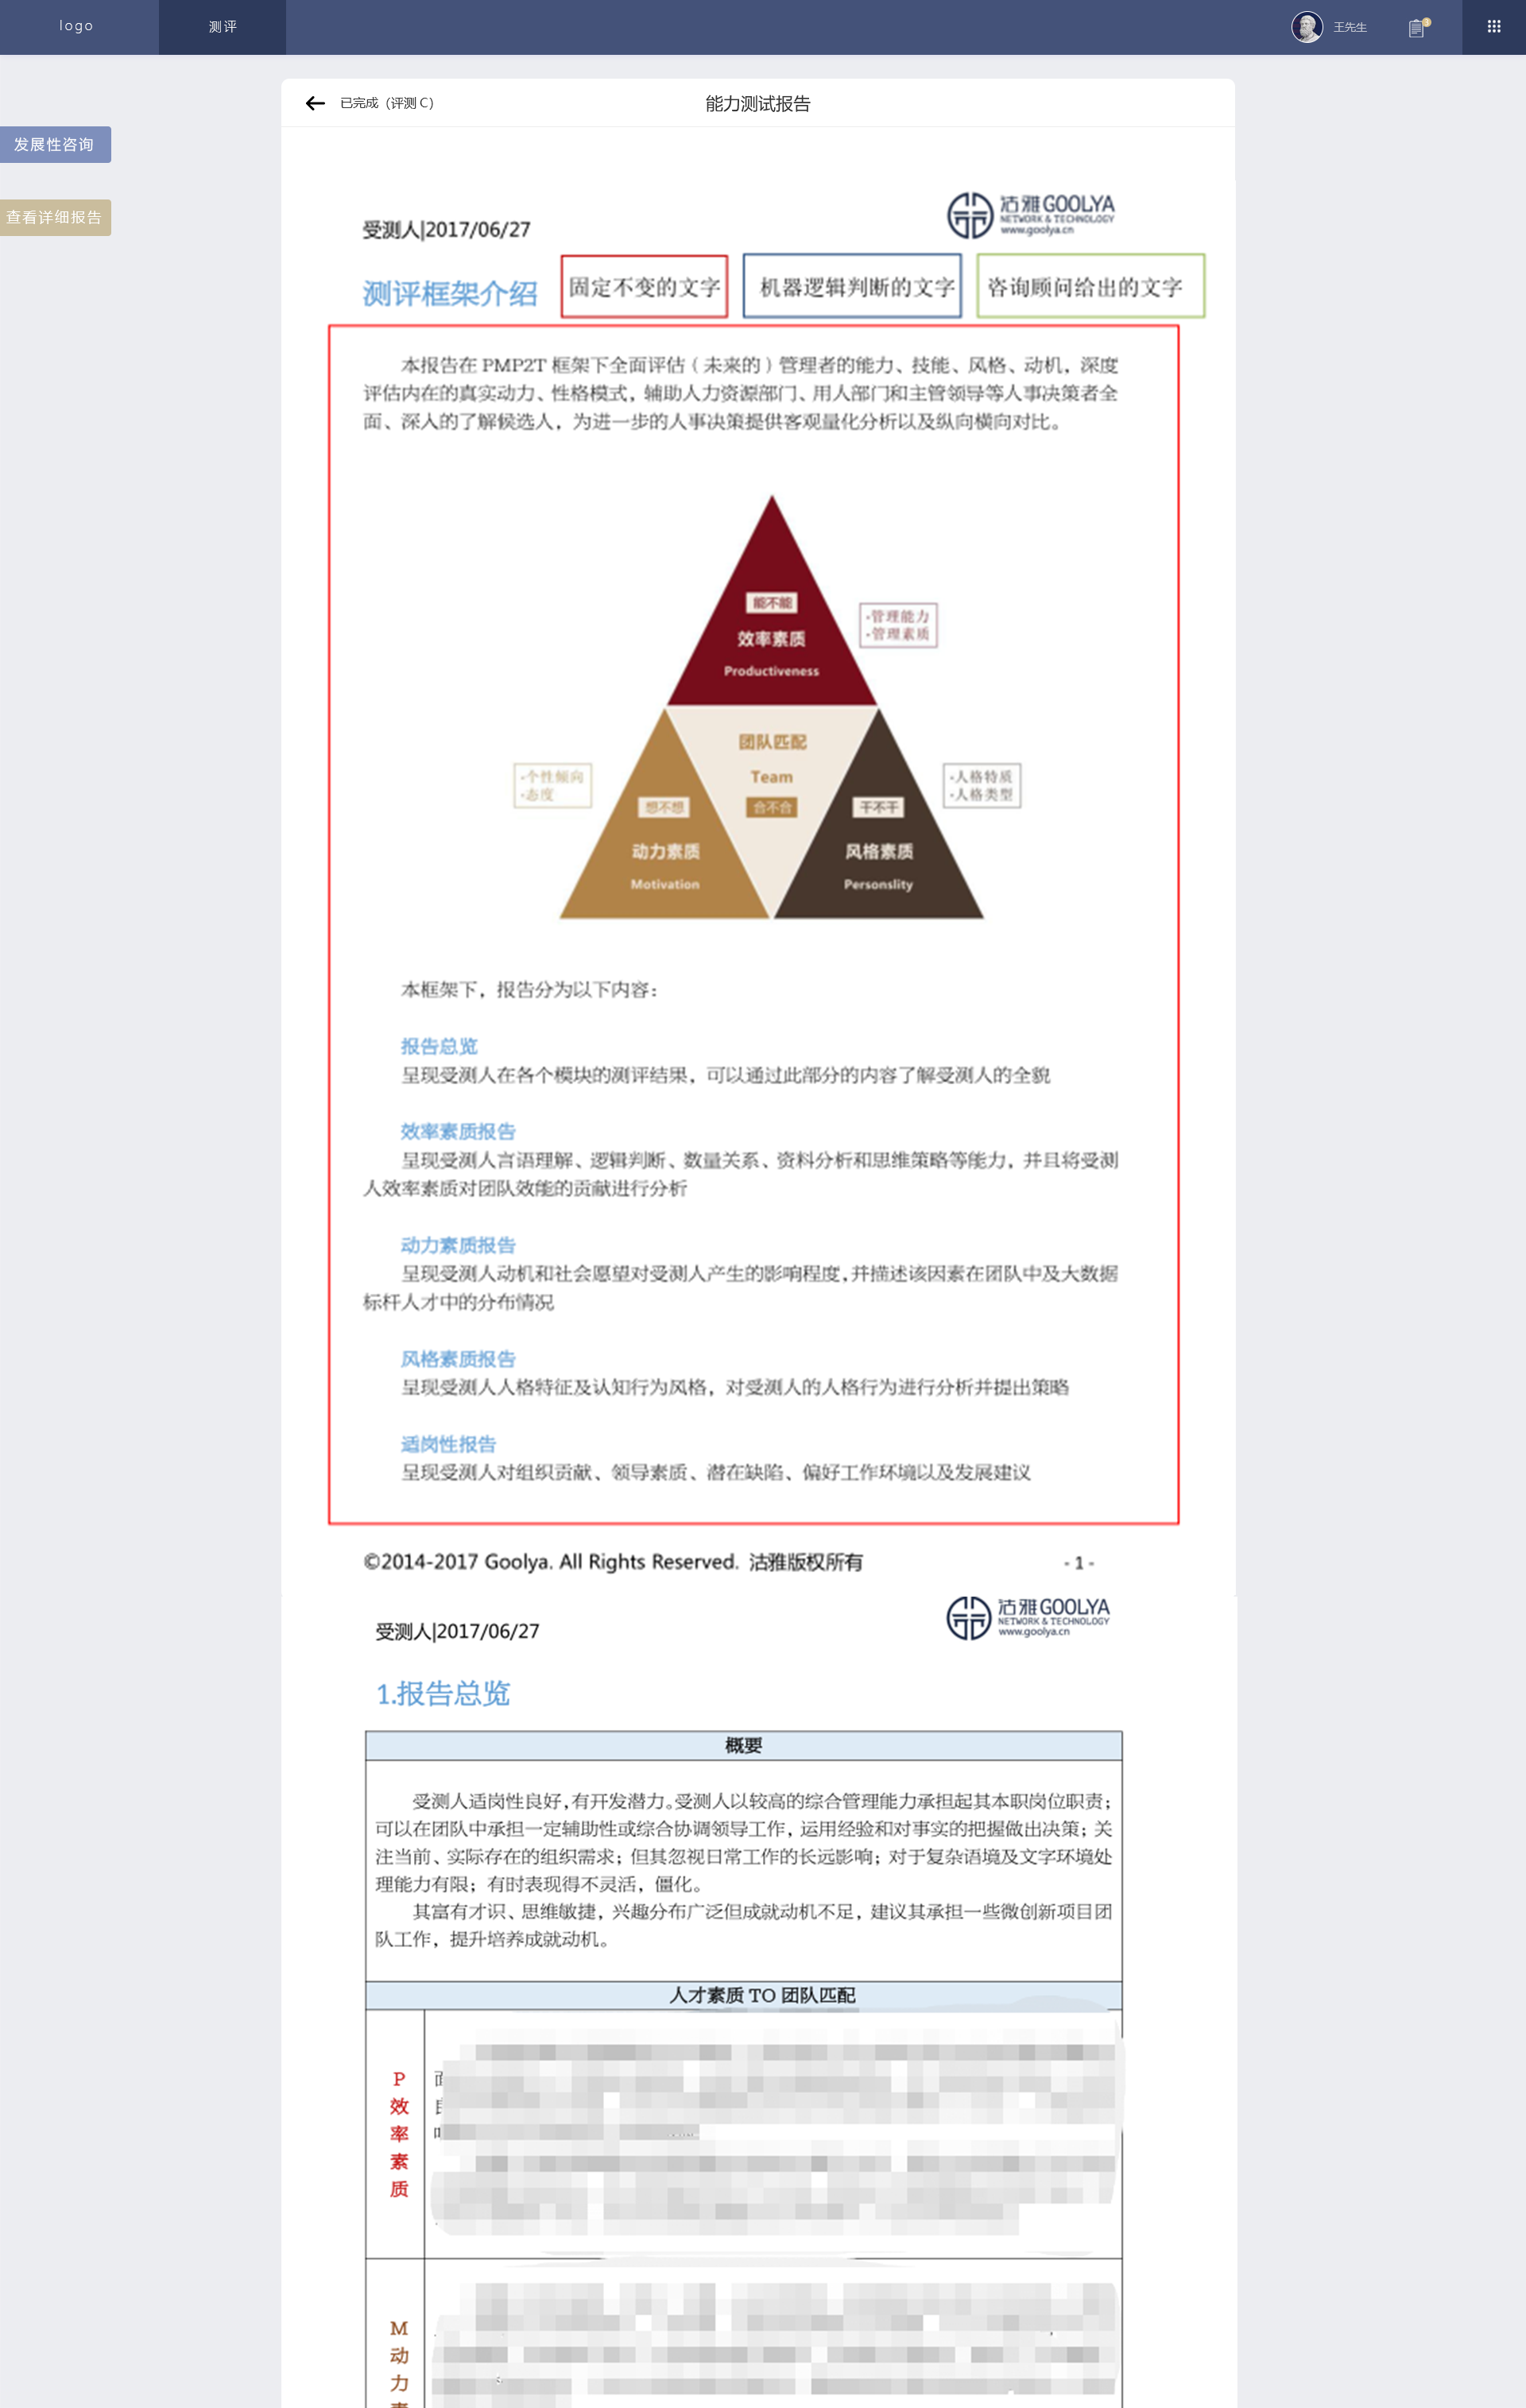 logo
测评
王先生
已完成（评测 C）
能力测试报告
发展性咨询
查看详细报告
受测人|2017/06/27
沽雅GOOLYA
NETWORK & TECHNOLOGY
www.goolya.cn
测评框架介绍
固定不变的文字
机器逻辑判断的文字
咨询顾问给出的文字
本报告在 PMP2T 框架下全面评估（未来的）管理者的能力、技能、风格、动机，深度
评估内在的真实动力、性格模式，辅助人力资源部门、用人部门和主管领导等人事决策者全
面、深入的了解候选人，为进一步的人事决策提供客观量化分析以及纵向横向对比。
能不能
效率素质
Productiveness
-管理能力
-管理素质
团队匹配
Team
合不合
-个性倾向
-态度
想不想
动力素质
Motivation
干不干
风格素质
Personslity
-人格特质
-人格类型
本框架下，报告分为以下内容：
报告总览
呈现受测人在各个模块的测评结果，可以通过此部分的内容了解受测人的全貌
效率素质报告
呈现受测人言语理解、逻辑判断、数量关系、资料分析和思维策略等能力，并且将受测
人效率素质对团队效能的贡献进行分析
动力素质报告
呈现受测人动机和社会愿望对受测人产生的影响程度,并描述该因素在团队中及大数据
标杆人才中的分布情况
风格素质报告
呈现受测人人格特征及认知行为风格，对受测人的人格行为进行分析并提出策略
适岗性报告
呈现受测人对组织贡献、领导素质、潜在缺陷、偏好工作环境以及发展建议
©2014-2017 Goolya. All Rights Reserved. 沽雅版权所有
- 1 -
受测人|2017/06/27
沽雅GOOLYA
NETWORK & TECHNOLOGY
www.goolya.cn
1.报告总览
概要
受测人适岗性良好,有开发潜力。受测人以较高的综合管理能力承担起其本职岗位职责；
可以在团队中承担一定辅助性或综合协调领导工作，运用经验和对事实的把握做出决策；关
注当前、实际存在的组织需求；但其忽视日常工作的长远影响；对于复杂语境及文字环境处
理能力有限；有时表现得不灵活，僵化。
其富有才识、思维敏捷，兴趣分布广泛但成就动机不足，建议其承担一些微创新项目团
队工作，提升培养成就动机。
人才素质 TO 团队匹配
P
效
率
素
质
M
动
力